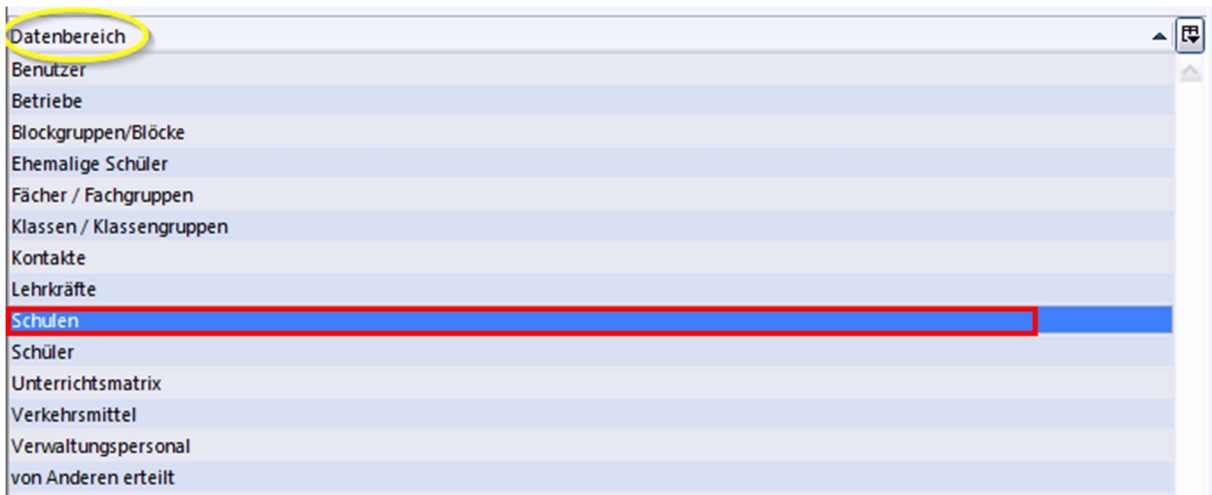 Datenbereich
Benutzer
Betriebe
Blockgruppen/Blöcke
Ehemalige Schüler
Fächer / Fachgruppen
Klassen / Klassengruppen
Kontakte
Lehrkräfte
Schulen
Schüler
Unterrichtsmatrix
Verkehrsmittel
Verwaltungspersonal
von Anderen erteilt